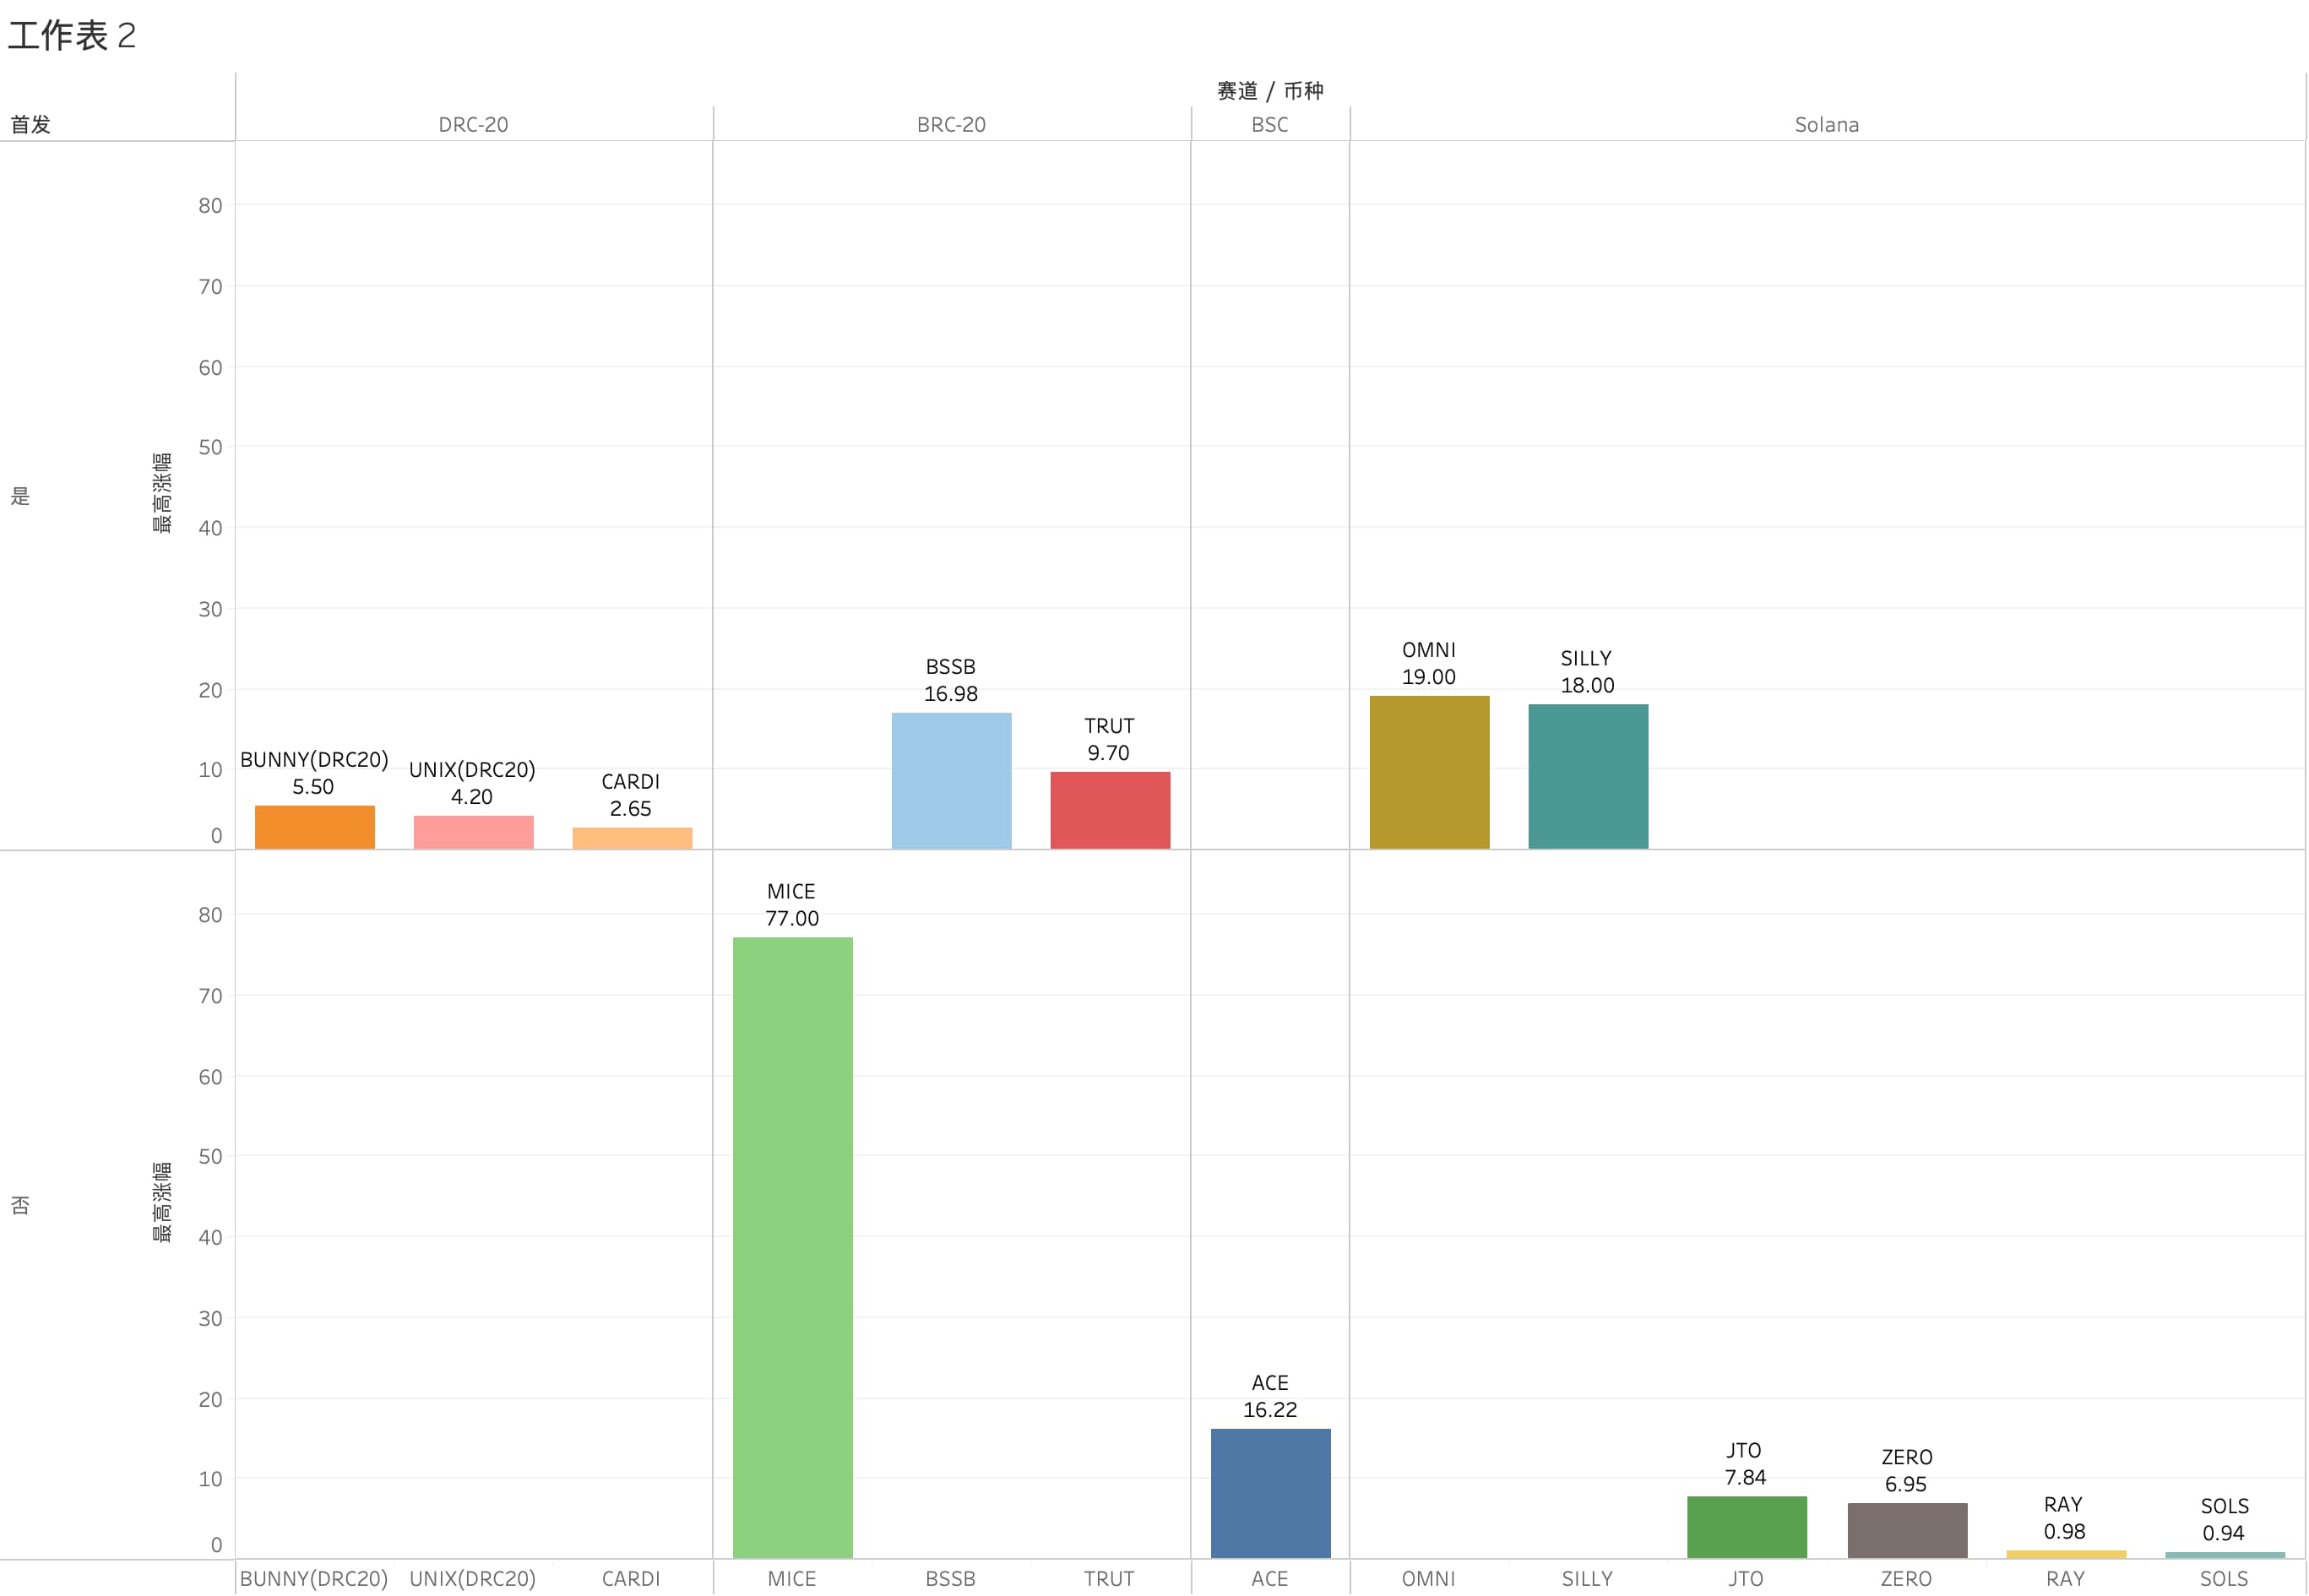 工作表 2
赛道 / 币种
首发 DRC-20 BRC-20 BSC Solana
是
最高涨幅
80
70
60
50
40
30
20
10
0
BUNNY(DRC20)
5.50
UNIX(DRC20)
4.20
CARDI
2.65
BSSB
16.98
TRUT
9.70
OMNI
19.00
SILLY
18.00
否
最高涨幅
80
70
60
50
40
30
20
10
0
MICE
77.00
ACE
16.22
JTO
7.84
ZERO
6.95
RAY
0.98
SOLS
0.94
BUNNY(DRC20) UNIX(DRC20) CARDI MICE BSSB TRUT ACE OMNI SILLY JTO ZERO RAY SOLS